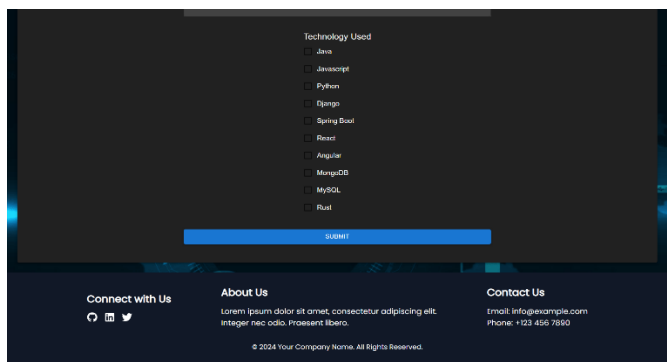 Technology Used
Java
Javascript
Python
Django
Spring Boot
React
Angular
MongoDB
MySQL
Rust
SUBMIT
Connect with Us
About Us
Lorem ipsum dolor sit amet, consectetur adipiscing elit.
Integer nec odio. Praesent libero.
Contact Us
Email: info@example.com
Phone: +123 456 7890
© 2024 Your Company Name. All Rights Reserved.